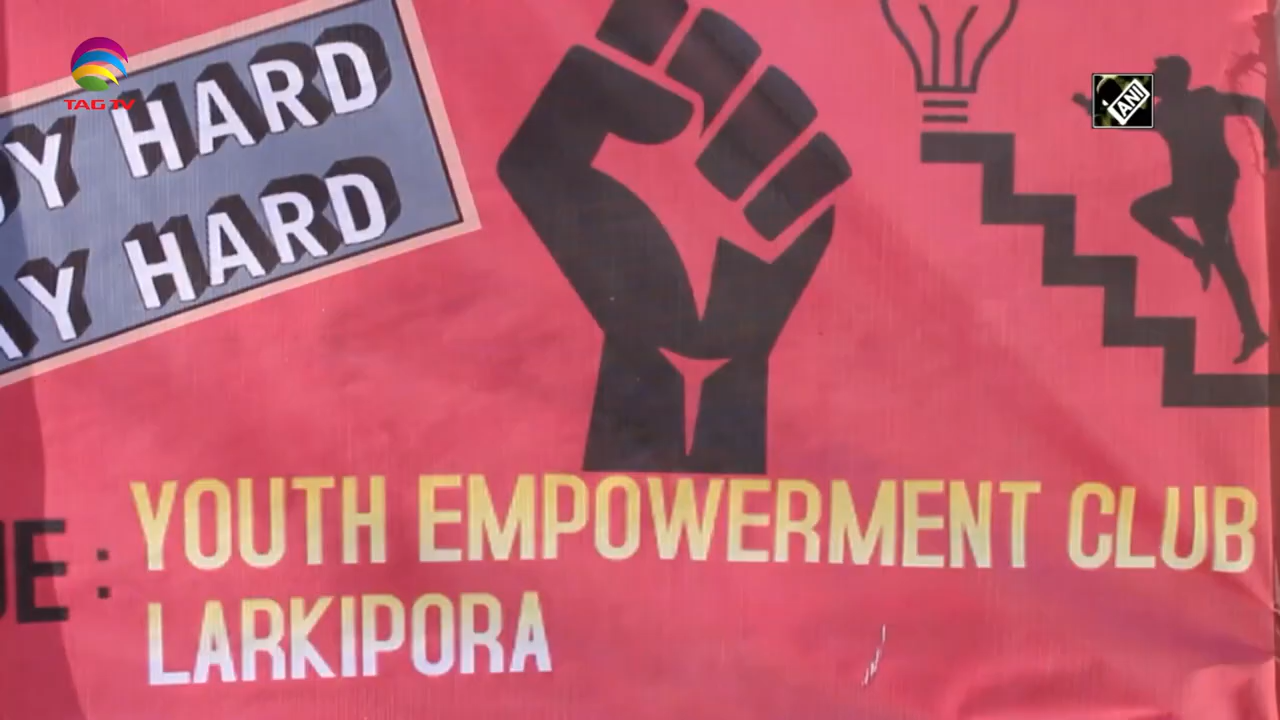 TAG TV
ANI
HARD
HARD
: YOUTH EMPOWERMENT CLUB
LARKIPORA